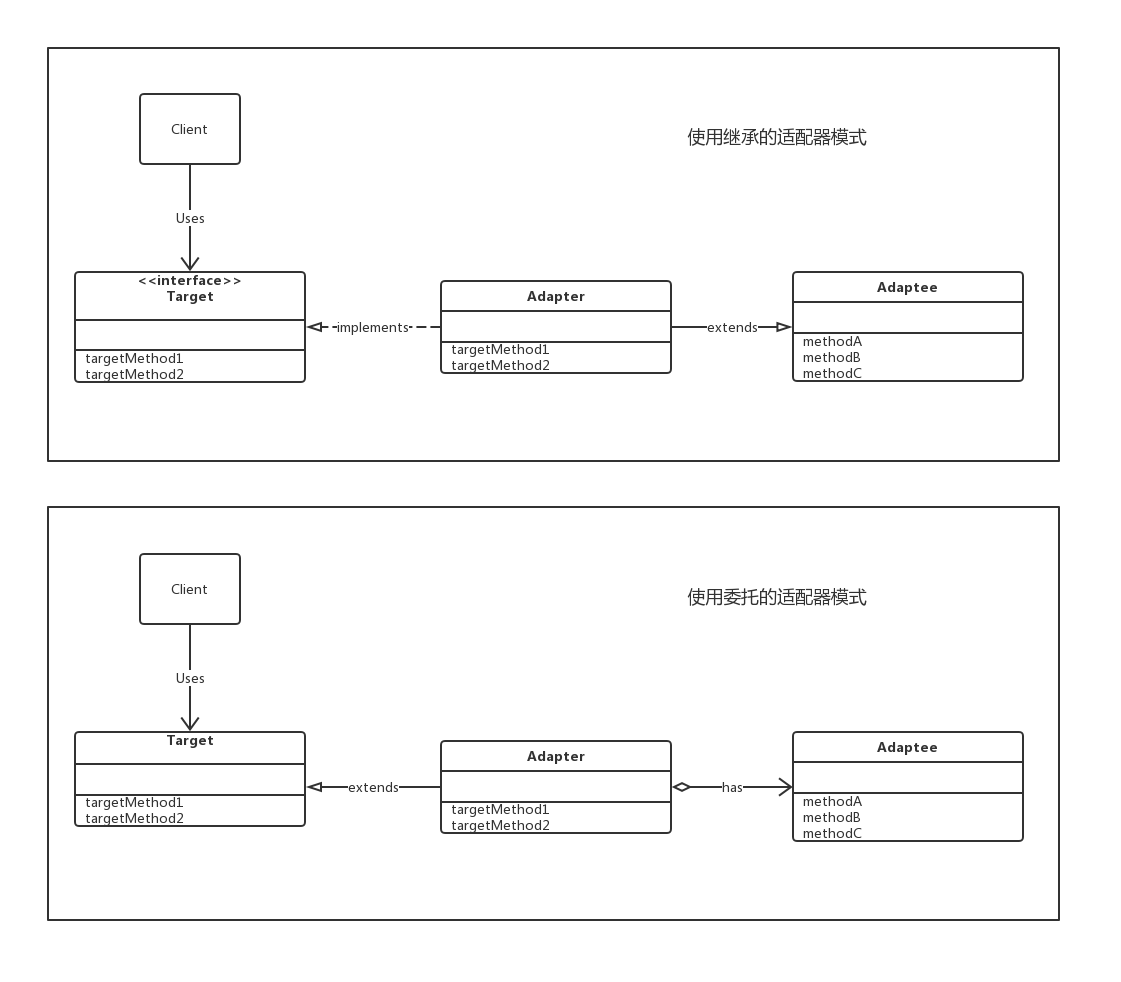 Client
使用继承的适配器模式
Uses
<<interface>>
Target
targetMethod1
targetMethod2
implements
Adapter
targetMethod1
targetMethod2
extends
Adaptee
methodA
methodB
methodC
Client
使用委托的适配器模式
Uses
Target
targetMethod1
targetMethod2
extends
Adapter
targetMethod1
targetMethod2
has
Adaptee
methodA
methodB
methodC